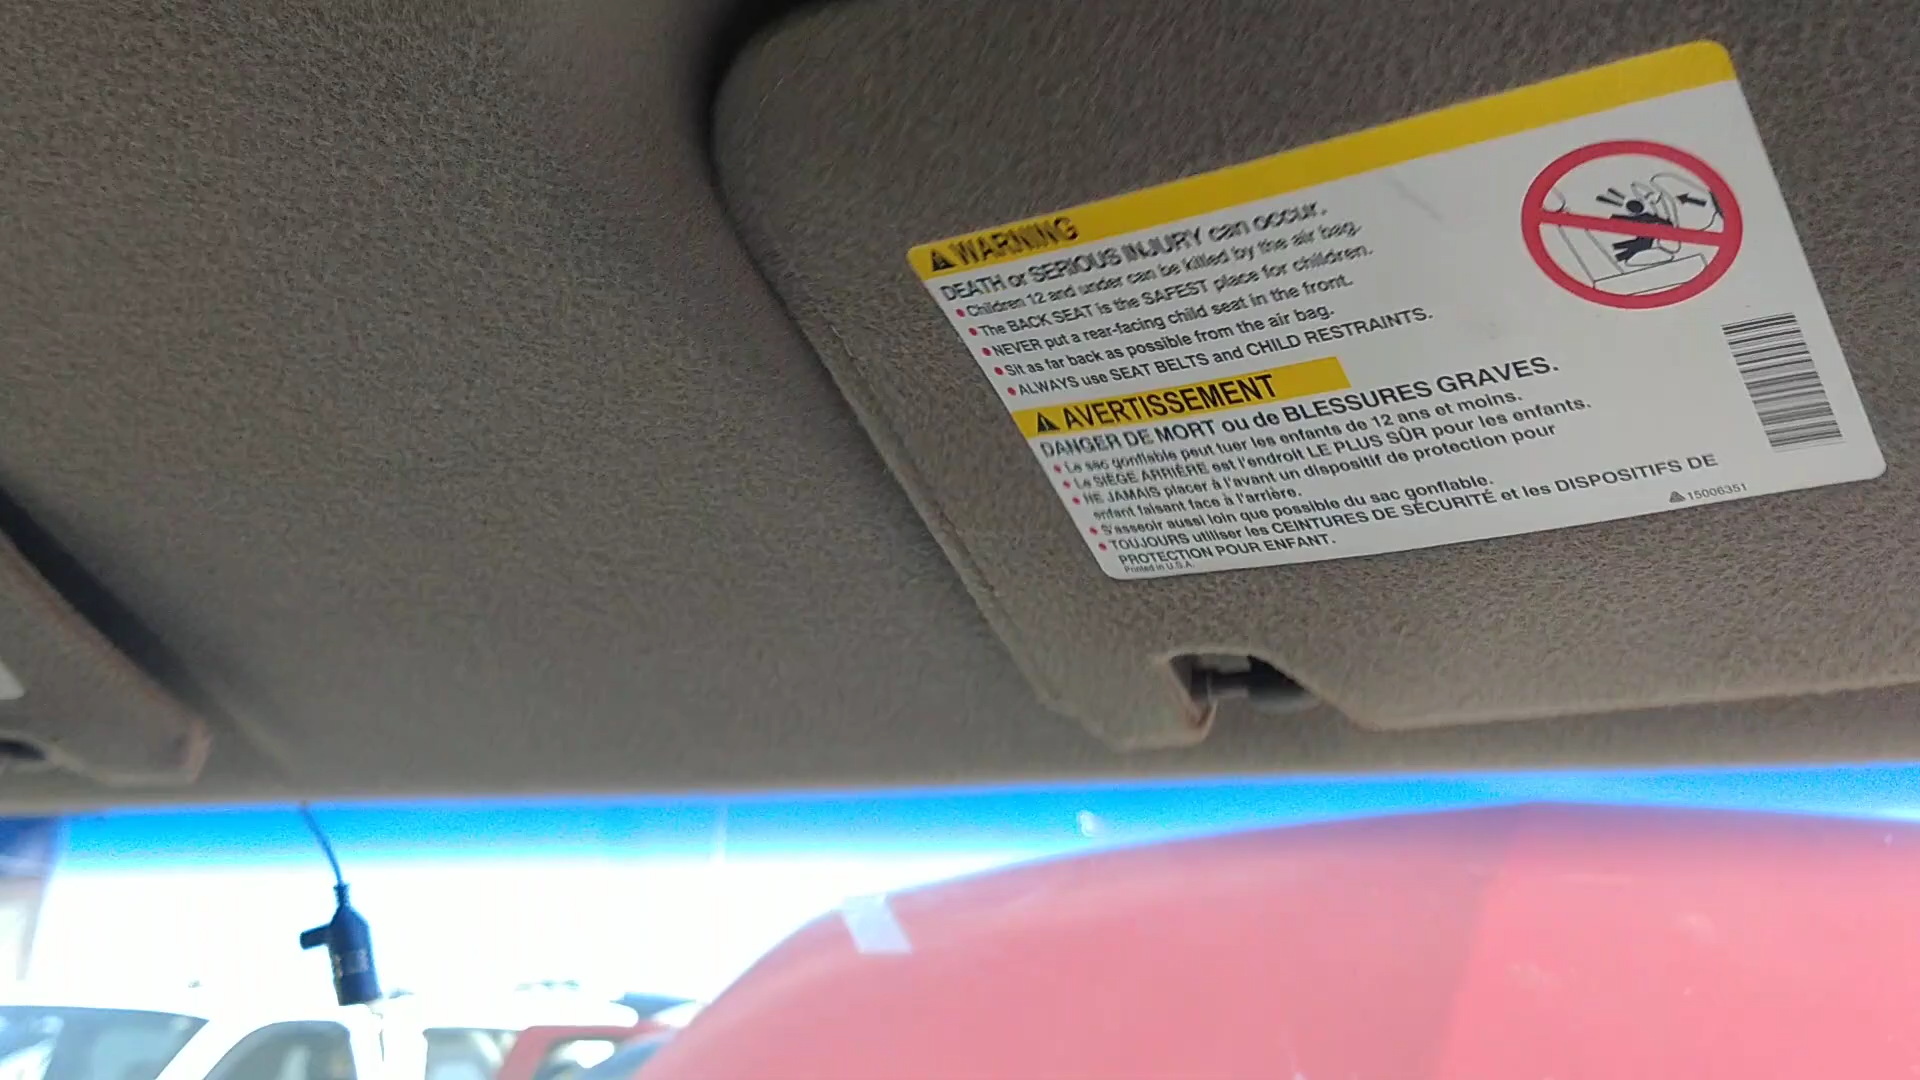 WARNING
DEATH or SERIOUS INJURY can occur.
• Children 12 and under can be killed by the air bag.
• The BACK SEAT is the SAFEST place for children.
• NEVER put a rear-facing child seat in the front.
• Sit as far back as possible from the air bag.
• ALWAYS use SEAT BELTS and CHILD RESTRAINTS.
AVERTISSEMENT
DANGER DE MORT ou de BLESSURES GRAVES.
• Le sac gonflable peut tuer les enfants de 12 ans et moins.
• Le SIÈGE ARRIÈRE est l'endroit LE PLUS SÛR pour les enfants.
• NE JAMAIS placer à l'avant un dispositif de protection pour
enfant faisant face à l'arrière.
• S'asseoir aussi loin que possible du sac gonflable.
• TOUJOURS utiliser les CEINTURES DE SÉCURITÉ et les DISPOSITIFS DE
PROTECTION POUR ENFANT.
Printed in U.S.A.
15006351